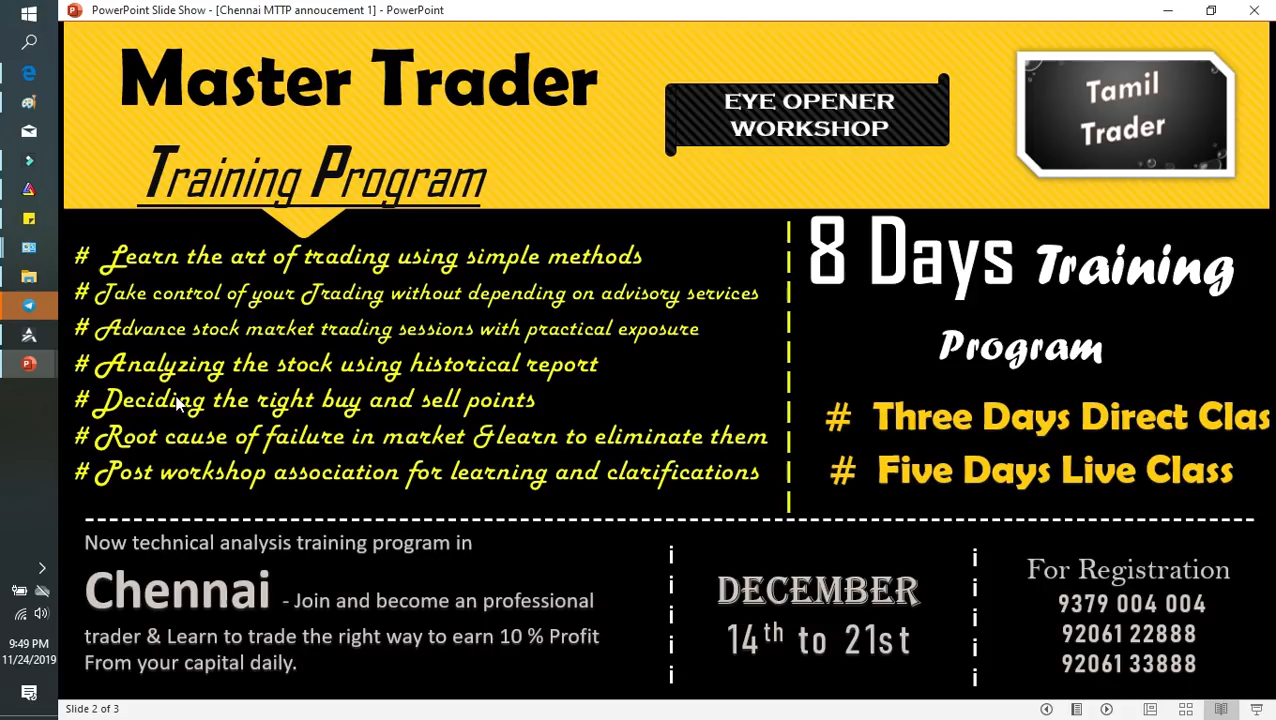 PowerPoint Slide Show - [Chennai MTTP annoucement 1] - PowerPoint
Master Trader
Training Program
EYE OPENER
WORKSHOP
Tamil
Trader
# Learn the art of trading using simple methods
# Take control of your Trading without depending on advisory services
# Advance stock market trading sessions with practical exposure
# Analyzing the stock using historical report
# Deciding the right buy and sell points
# Root cause of failure in market & learn to eliminate them
# Post workshop association for learning and clarifications
8 Days Training
Program
# Three Days Direct Clas
# Five Days Live Class
Now technical analysis training program in
Chennai - Join and become an professional
trader & Learn to trade the right way to earn 10 % Profit
From your capital daily.
DECEMBER
14th to 21st
For Registration
9379 004 004
92061 22888
92061 33888
9:49 PM
11/24/2019
Slide 2 of 3